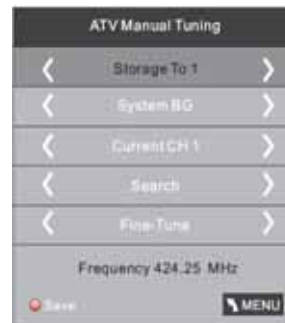 ATV Manual Tuning
Storage To 1
System BG
Current CH 1
Search
Fine-Tune
Frequency 424.25 MHz
Save
MENU